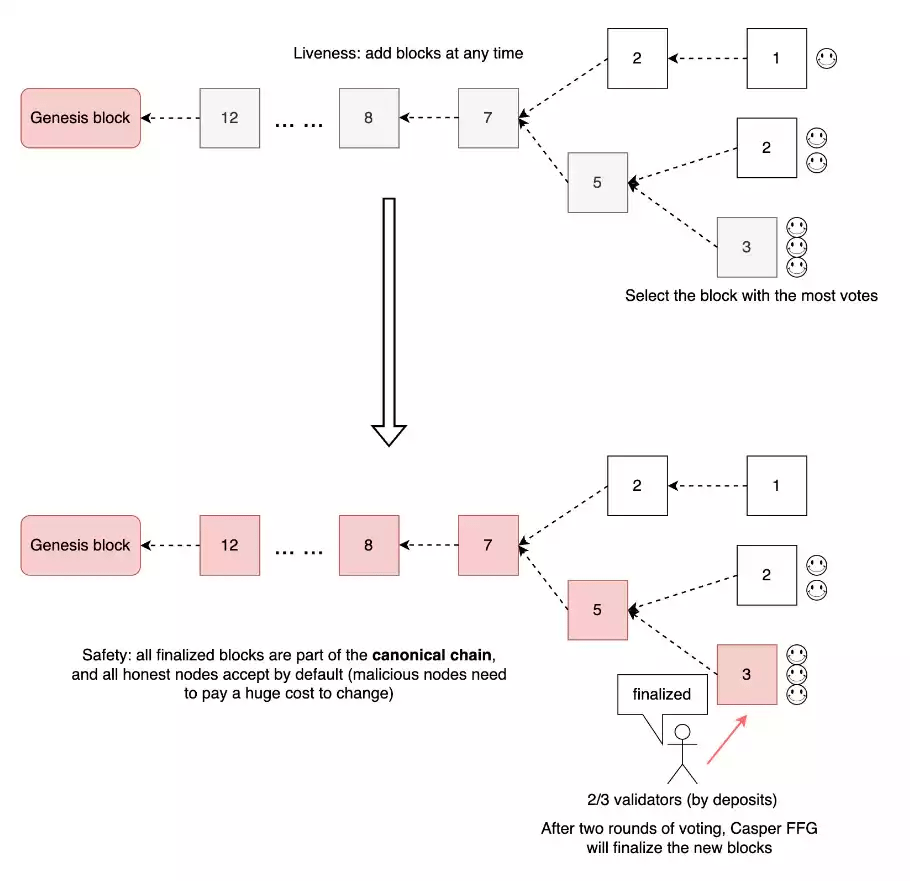 Liveness: add blocks at any time
2
1
Genesis block
12
... ...
8
7
2
5
3
Select the block with the most votes
2
1
Genesis block
12
... ...
8
7
2
5
Safety: all finalized blocks are part of the canonical chain,
and all honest nodes accept by default (malicious nodes need
to pay a huge cost to change)
3
finalized
2/3 validators (by deposits)
After two rounds of voting, Casper FFG
will finalize the new blocks